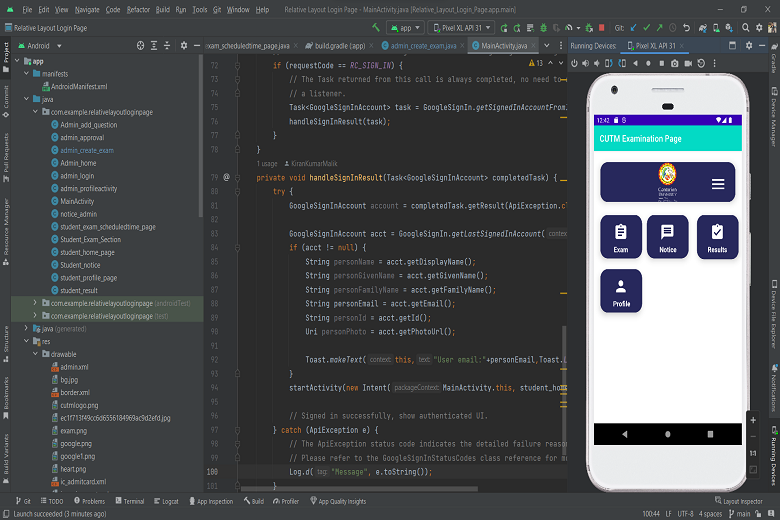 File Edit View Navigate Code Refactor Build Run Tools Git Window Help Relative_Layout_Login_Page - MainActivity.java [Relative_Layout_Login_Page.app.main]
Relative Layout Login Page
app
Pixel XL API 31
Git:
Android
exam_scheduledtime_page.java
build.gradle (app)
admin_create_exam.java
MainActivity.java
Running Devices:
Pixel XL API 31
Project
Commit
Pull Requests
Resource Manager
Structure
Bookmarks
Build Variants
app
manifests
AndroidManifest.xml
java
com.example.relativelayoutloginpage
Admin_add_question
admin_approval
admin_create_exam
Admin_home
admin_login
admin_profileactivity
MainActivity
notice_admin
student_exam_scheduledtime_page
Student_Exam_Section
student_home_page
Student_notice
student_profile_page
student_result
com.example.relativelayoutloginpage (androidTest)
com.example.relativelayoutloginpage (test)
java (generated)
res
drawable
admin.xml
bg.jpg
border.xml
cutmlogo.png
ec1f713f49cc6d6556184969ac9d2efd.jpg
exam.png
google.png
google1.png
heart.png
ic_admitcard.xml
13
72 if (requestCode == RC_SIGN_IN) {
73 // The Task returned from this call is always completed, no need to
74 // a listener.
75 Task<GoogleSignInAccount> task = GoogleSignIn.getSignedInAccountFrom
76 handleSignInResult(task);
77 }
78 }
1 usage KiranKumarMalik
79 @ private void handleSignInResult(Task<GoogleSignInAccount> completedTask) {
80 try {
81 GoogleSignInAccount account = completedTask.getResult(ApiException.c
82
83 GoogleSignInAccount acct = GoogleSignIn.getLastSignedInAccount( context
84 if (acct != null) {
85 String personName = acct.getDisplayName();
86 String personGivenName = acct.getGivenName();
87 String personFamilyName = acct.getFamilyName();
88 String personEmail = acct.getEmail();
89 String personId = acct.getId();
90 Uri personPhoto = acct.getPhotoUrl();
91
92 Toast.makeText( context: this, text: "User email:"+personEmail,Toast.
93 }
94 startActivity(new Intent( packageContext: MainActivity.this, student_ho
95
96 // Signed in successfully, show authenticated UI.
97 } catch (ApiException e) {
98 // The ApiException status code indicates the detailed failure reaso
99 // Please refer to the GoogleSignInStatusCodes class reference for m
100 Log.d( tag: "Message", e.toString());
101 }
12:42
CUTM Examination Page
Centurion
Exam
Notice
Results
Profile
1:1
Gradle
Device Manager
Device File Explorer
Notifications
Running Devices
Git TODO Problems Terminal Logcat App Inspection Build Profiler App Quality Insights
Layout Inspector
Launch succeeded (3 minutes ago)
100:44 LF UTF-8 4 spaces main